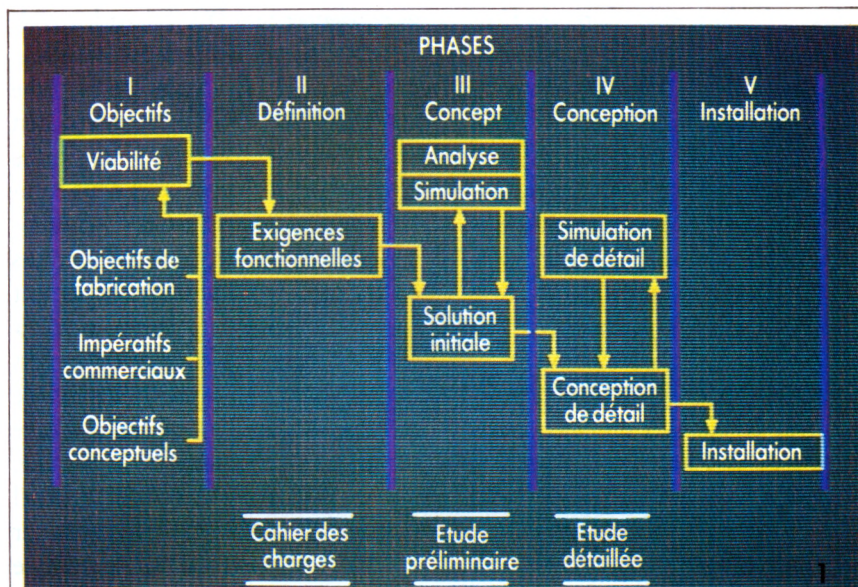 PHASES
I
Objectifs
II
Définition
III
Concept
IV
Conception
V
Installation
Viabilité
Analyse
Simulation
Exigences
fonctionnelles
Simulation
de détail
Objectifs de
fabrication
Solution
initiale
Impératifs
commerciaux
Conception
de détail
Objectifs
conceptuels
Installation
Cahier des
charges
Etude
préliminaire
Etude
détaillée
1